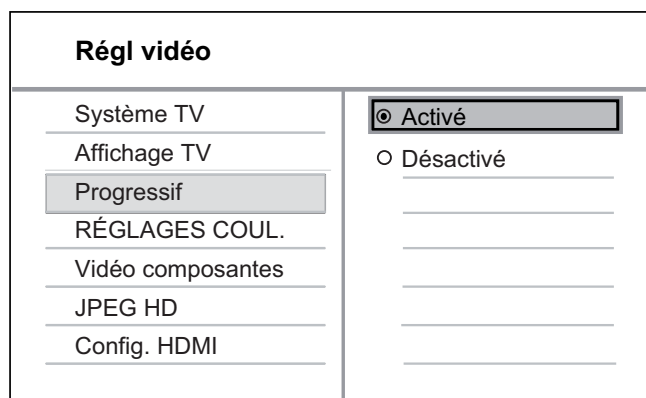 Régl vidéo
Système TV
Affichage TV
Progressif
RÉGLAGES COUL.
Vidéo composantes
JPEG HD
Config. HDMI
Activé
Désactivé